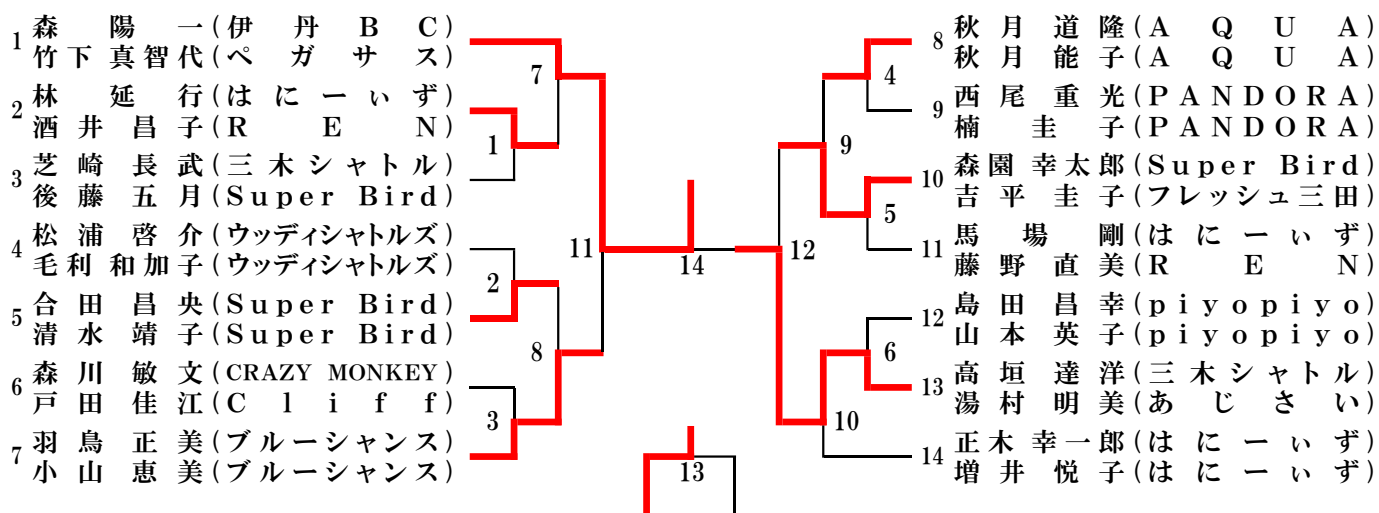 1 森陽一(伊丹BC)
竹下真智代(ペガサス)
2 林延行(はにーぃず)
酒井昌子(REN)
3 芝崎長武(三木シャトル)
後藤五月(Super Bird)
4 松浦啓介(ウッディシャトルズ)
毛利和加子(ウッディシャトルズ)
5 合田昌央(Super Bird)
清水靖子(Super Bird)
6 森川敏文(CRAZY MONKEY)
戸田佳江(Cliff)
7 羽鳥正美(ブルーシャンス)
小山恵美(ブルーシャンス)
7
1
11
2
8
3
14
13
12
4
9
5
6
10
8 秋月道隆(AQUA)
秋月能子(AQUA)
9 西尾重光(PANDORA)
楠圭子(PANDORA)
10 森園幸太郎(Super Bird)
吉平圭子(フレッシュ三田)
11 馬場剛(はにーぃず)
藤野直美(REN)
12 島田昌幸(piyopiyo)
山本英子(piyopiyo)
13 高垣達洋(三木シャトル)
湯村明美(あじさい)
14 正木幸一郎(はにーぃず)
増井悦子(はにーぃず)